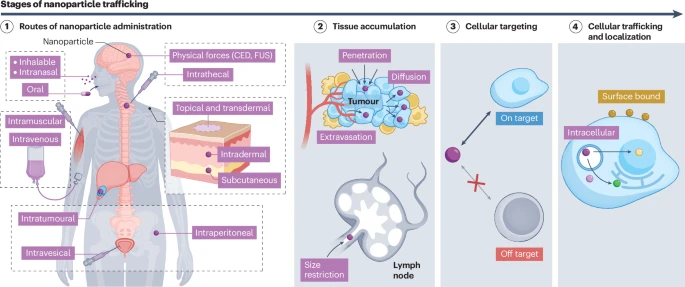 Stages of nanoparticle trafficking
1 Routes of nanoparticle administration
Nanoparticle
Inhalable
Intranasal
Oral
Physical forces (CED, FUS)
Intrathecal
Intramuscular
Intravenous
Topical and transdermal
Intradermal
Subcutaneous
Intratumoural
Intraperitoneal
Intravesical
2 Tissue accumulation
Penetration
Diffusion
Tumour
Extravasation
Size
restriction
Lymph
node
3 Cellular targeting
On target
Off target
4 Cellular trafficking
and localization
Surface bound
Intracellular